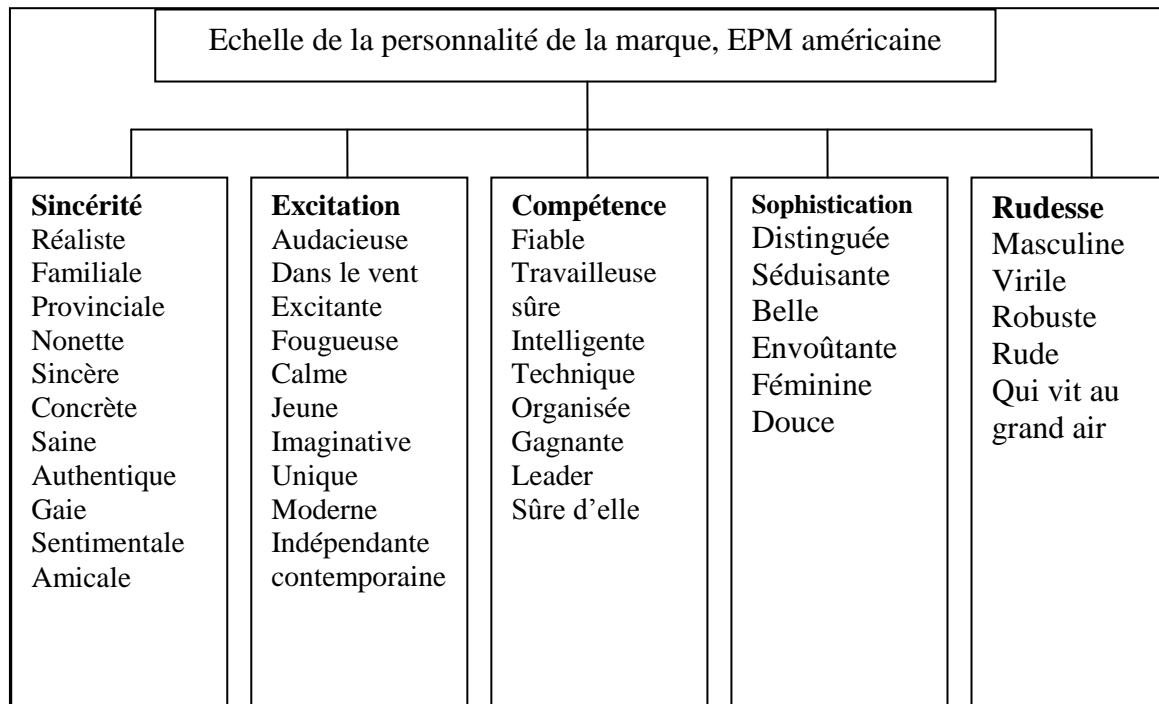 Echelle de la personnalité de la marque, EPM américaine
Sincérité
Réaliste
Familiale
Provinciale
Nonette
Sincère
Concrète
Saine
Authentique
Gaie
Sentimentale
Amicale
Excitation
Audacieuse
Dans le vent
Excitante
Fougueuse
Calme
Jeune
Imaginative
Unique
Moderne
Indépendante
contemporaine
Compétence
Fiable
Travailleuse
sûre
Intelligente
Technique
Organisée
Gagnante
Leader
Sûre d’elle
Sophistication
Distinguée
Séduisante
Belle
Envoûtante
Féminine
Douce
Rudesse
Masculine
Virile
Robuste
Rude
Qui vit au
grand air